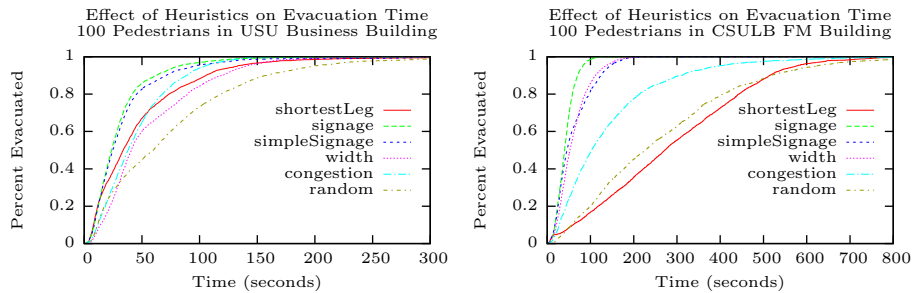 Effect of Heuristics on Evacuation Time
100 Pedestrians in USU Business Building
Percent Evacuated
1
0.8
0.6
0.4
0.2
0
shortestLeg
signage
simpleSignage
width
congestion
random
0 50 100 150 200 250 300
Time (seconds)
Effect of Heuristics on Evacuation Time
100 Pedestrians in CSULB FM Building
Percent Evacuated
1
0.8
0.6
0.4
0.2
0
shortestLeg
signage
simpleSignage
width
congestion
random
0 100 200 300 400 500 600 700 800
Time (seconds)